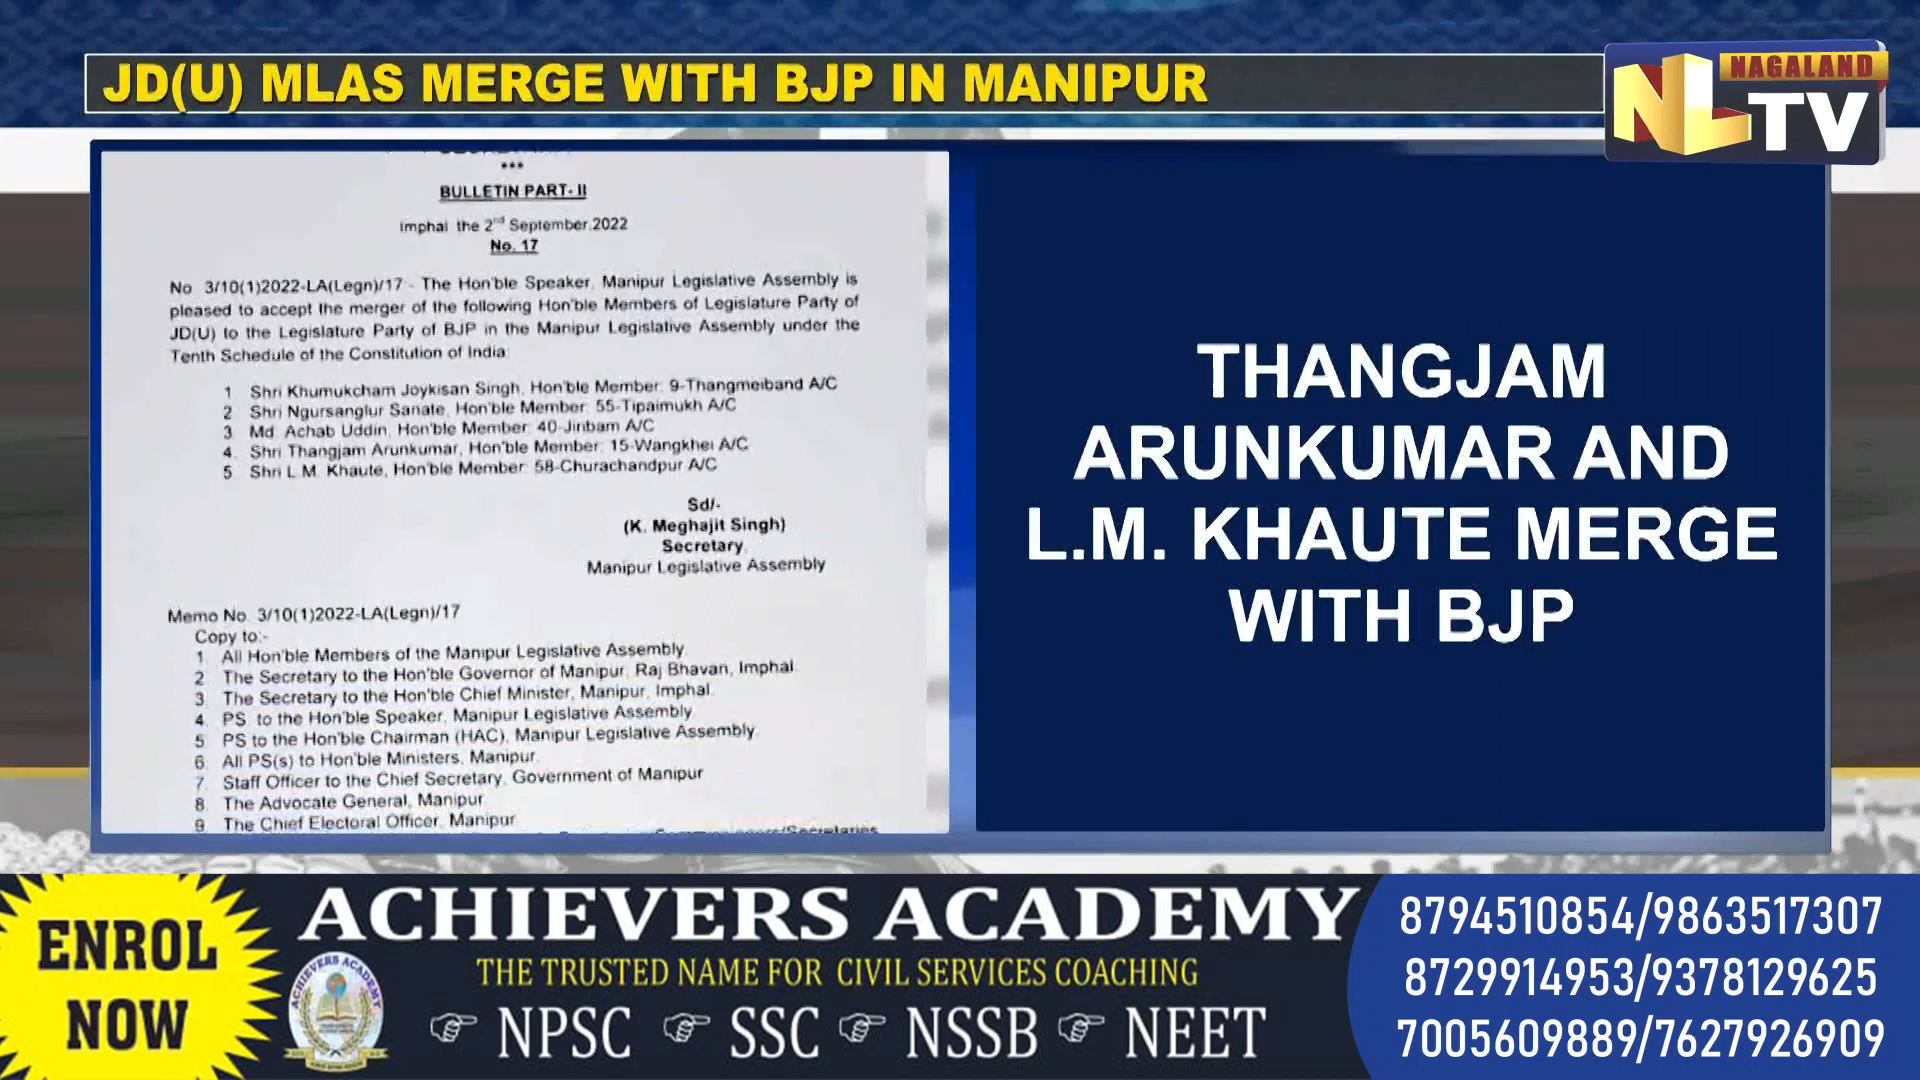 JD(U) MLAS MERGE WITH BJP IN MANIPUR
NAGALAND
NL TV
***
BULLETIN PART- II
Imphal the 2nd September,2022
No. 17
No 3/10(1)2022-LA(Legn)/17 - The Hon'ble Speaker, Manipur Legislative Assembly is
pleased to accept the merger of the following Hon'ble Members of Legislature Party of
JD(U) to the Legislature Party of BJP in the Manipur Legislative Assembly under the
Tenth Schedule of the Constitution of India:
1 Shri Khumukcham Joykisan Singh, Hon'ble Member: 9-Thangmeiband A/C
2 Shri Ngursanglur Sanate, Hon'ble Member: 55-Tipaimukh A/C
3 Md. Achab Uddin, Hon'ble Member: 40-Jiribam A/C
4. Shri Thangjam Arunkumar, Hon'ble Member: 15-Wangkhei A/C
5 Shri L.M. Khaute, Hon'ble Member: 58-Churachandpur A/C
Sd/-
(K. Meghajit Singh)
Secretary,
Manipur Legislative Assembly
Memo No. 3/10(1)2022-LA(Legn)/17
Copy to:-
1. All Hon'ble Members of the Manipur Legislative Assembly.
2 The Secretary to the Hon'ble Governor of Manipur, Raj Bhavan, Imphal.
3. The Secretary to the Hon'ble Chief Minister, Manipur, Imphal.
4. PS to the Hon'ble Speaker, Manipur Legislative Assembly
5. PS to the Hon'ble Chairman (HAC), Manipur Legislative Assembly.
6. All PS(s) to Hon'ble Ministers, Manipur.
7. Staff Officer to the Chief Secretary, Government of Manipur
8. The Advocate General, Manipur
9. The Chief Electoral Officer, Manipur
THANGJAM
ARUNKUMAR AND
L.M. KHAUTE MERGE
WITH BJP
ENROL
NOW
ACHIEVERS ACADEMY
ACHIEVERS ACADEMY
THE TRUSTED NAME FOR CIVIL SERVICES COACHING
NPSC SSC NSSB NEET
8794510854/9863517307
8729914953/9378129625
7005609889/7627926909